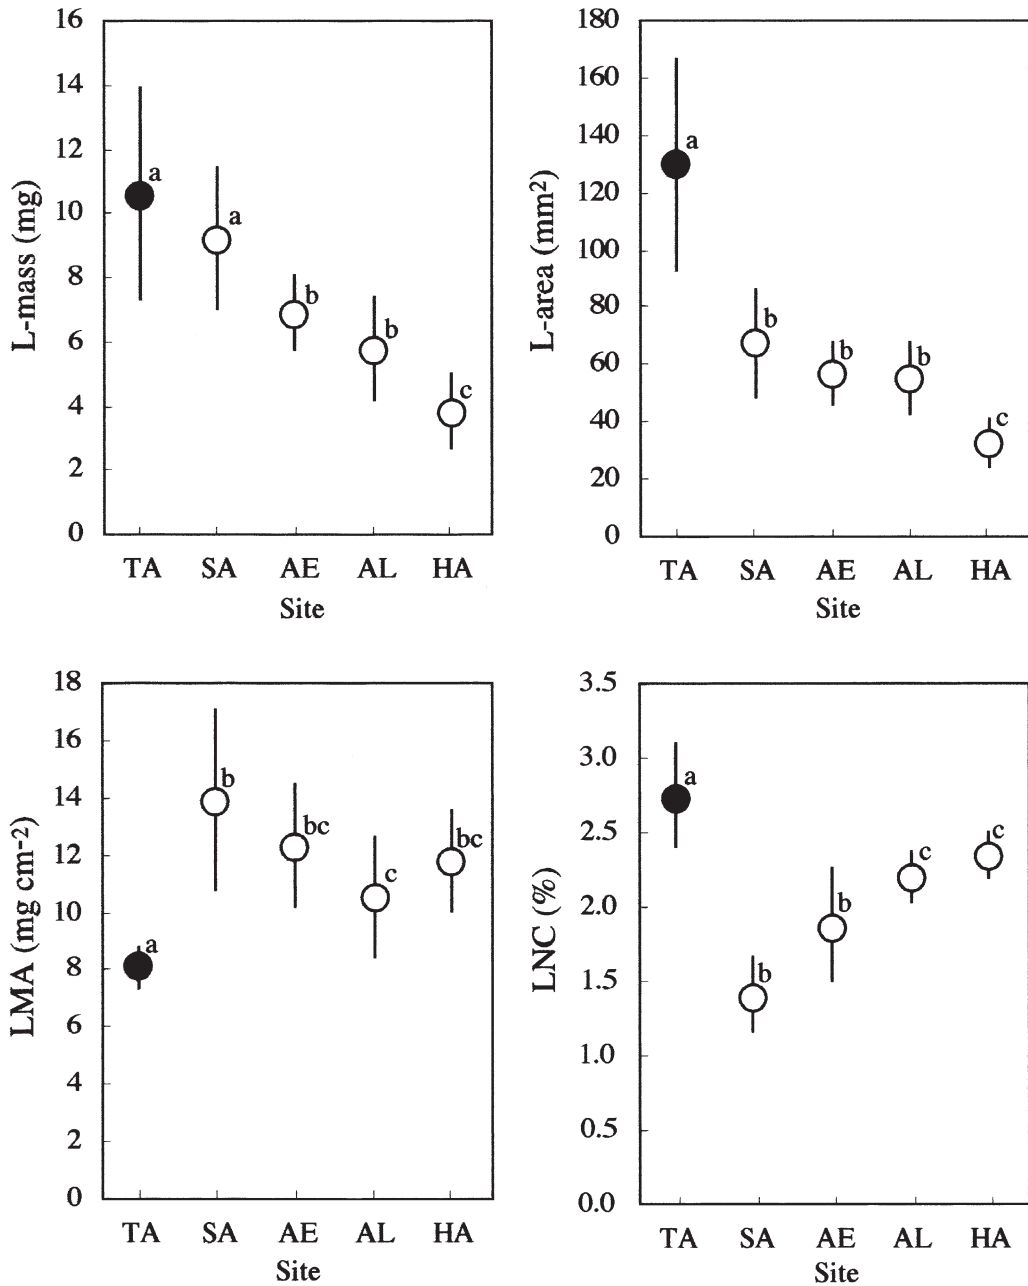 16
14
12
10
8
6
4
2
0
L-mass (mg)
a
a
b
b
c
TA SA AE AL HA
Site
180
160
140
120
100
80
60
40
20
0
L-area (mm²)
a
b
b
b
c
TA SA AE AL HA
Site
18
16
14
12
10
8
6
4
2
0
LMA (mg cm⁻²)
a
b
bc
c
bc
TA SA AE AL HA
Site
3.5
3.0
2.5
2.0
1.5
1.0
0.5
0.0
LNC (%)
a
b
b
c
c
TA SA AE AL HA
Site